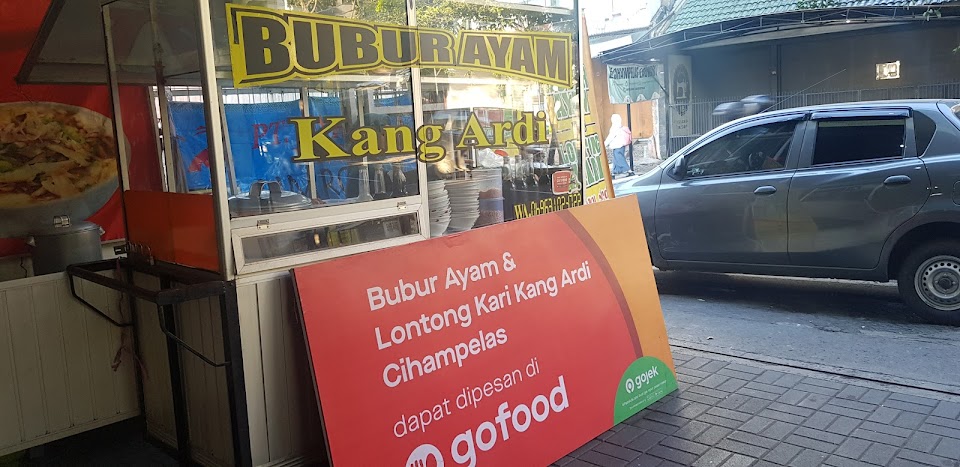 BUBUR AYAM
Kang Ardi
Bubur Ayam &
Lontong Kari Kang Ardi
Cihampelas
dapat dipesan di
gofood
gojek